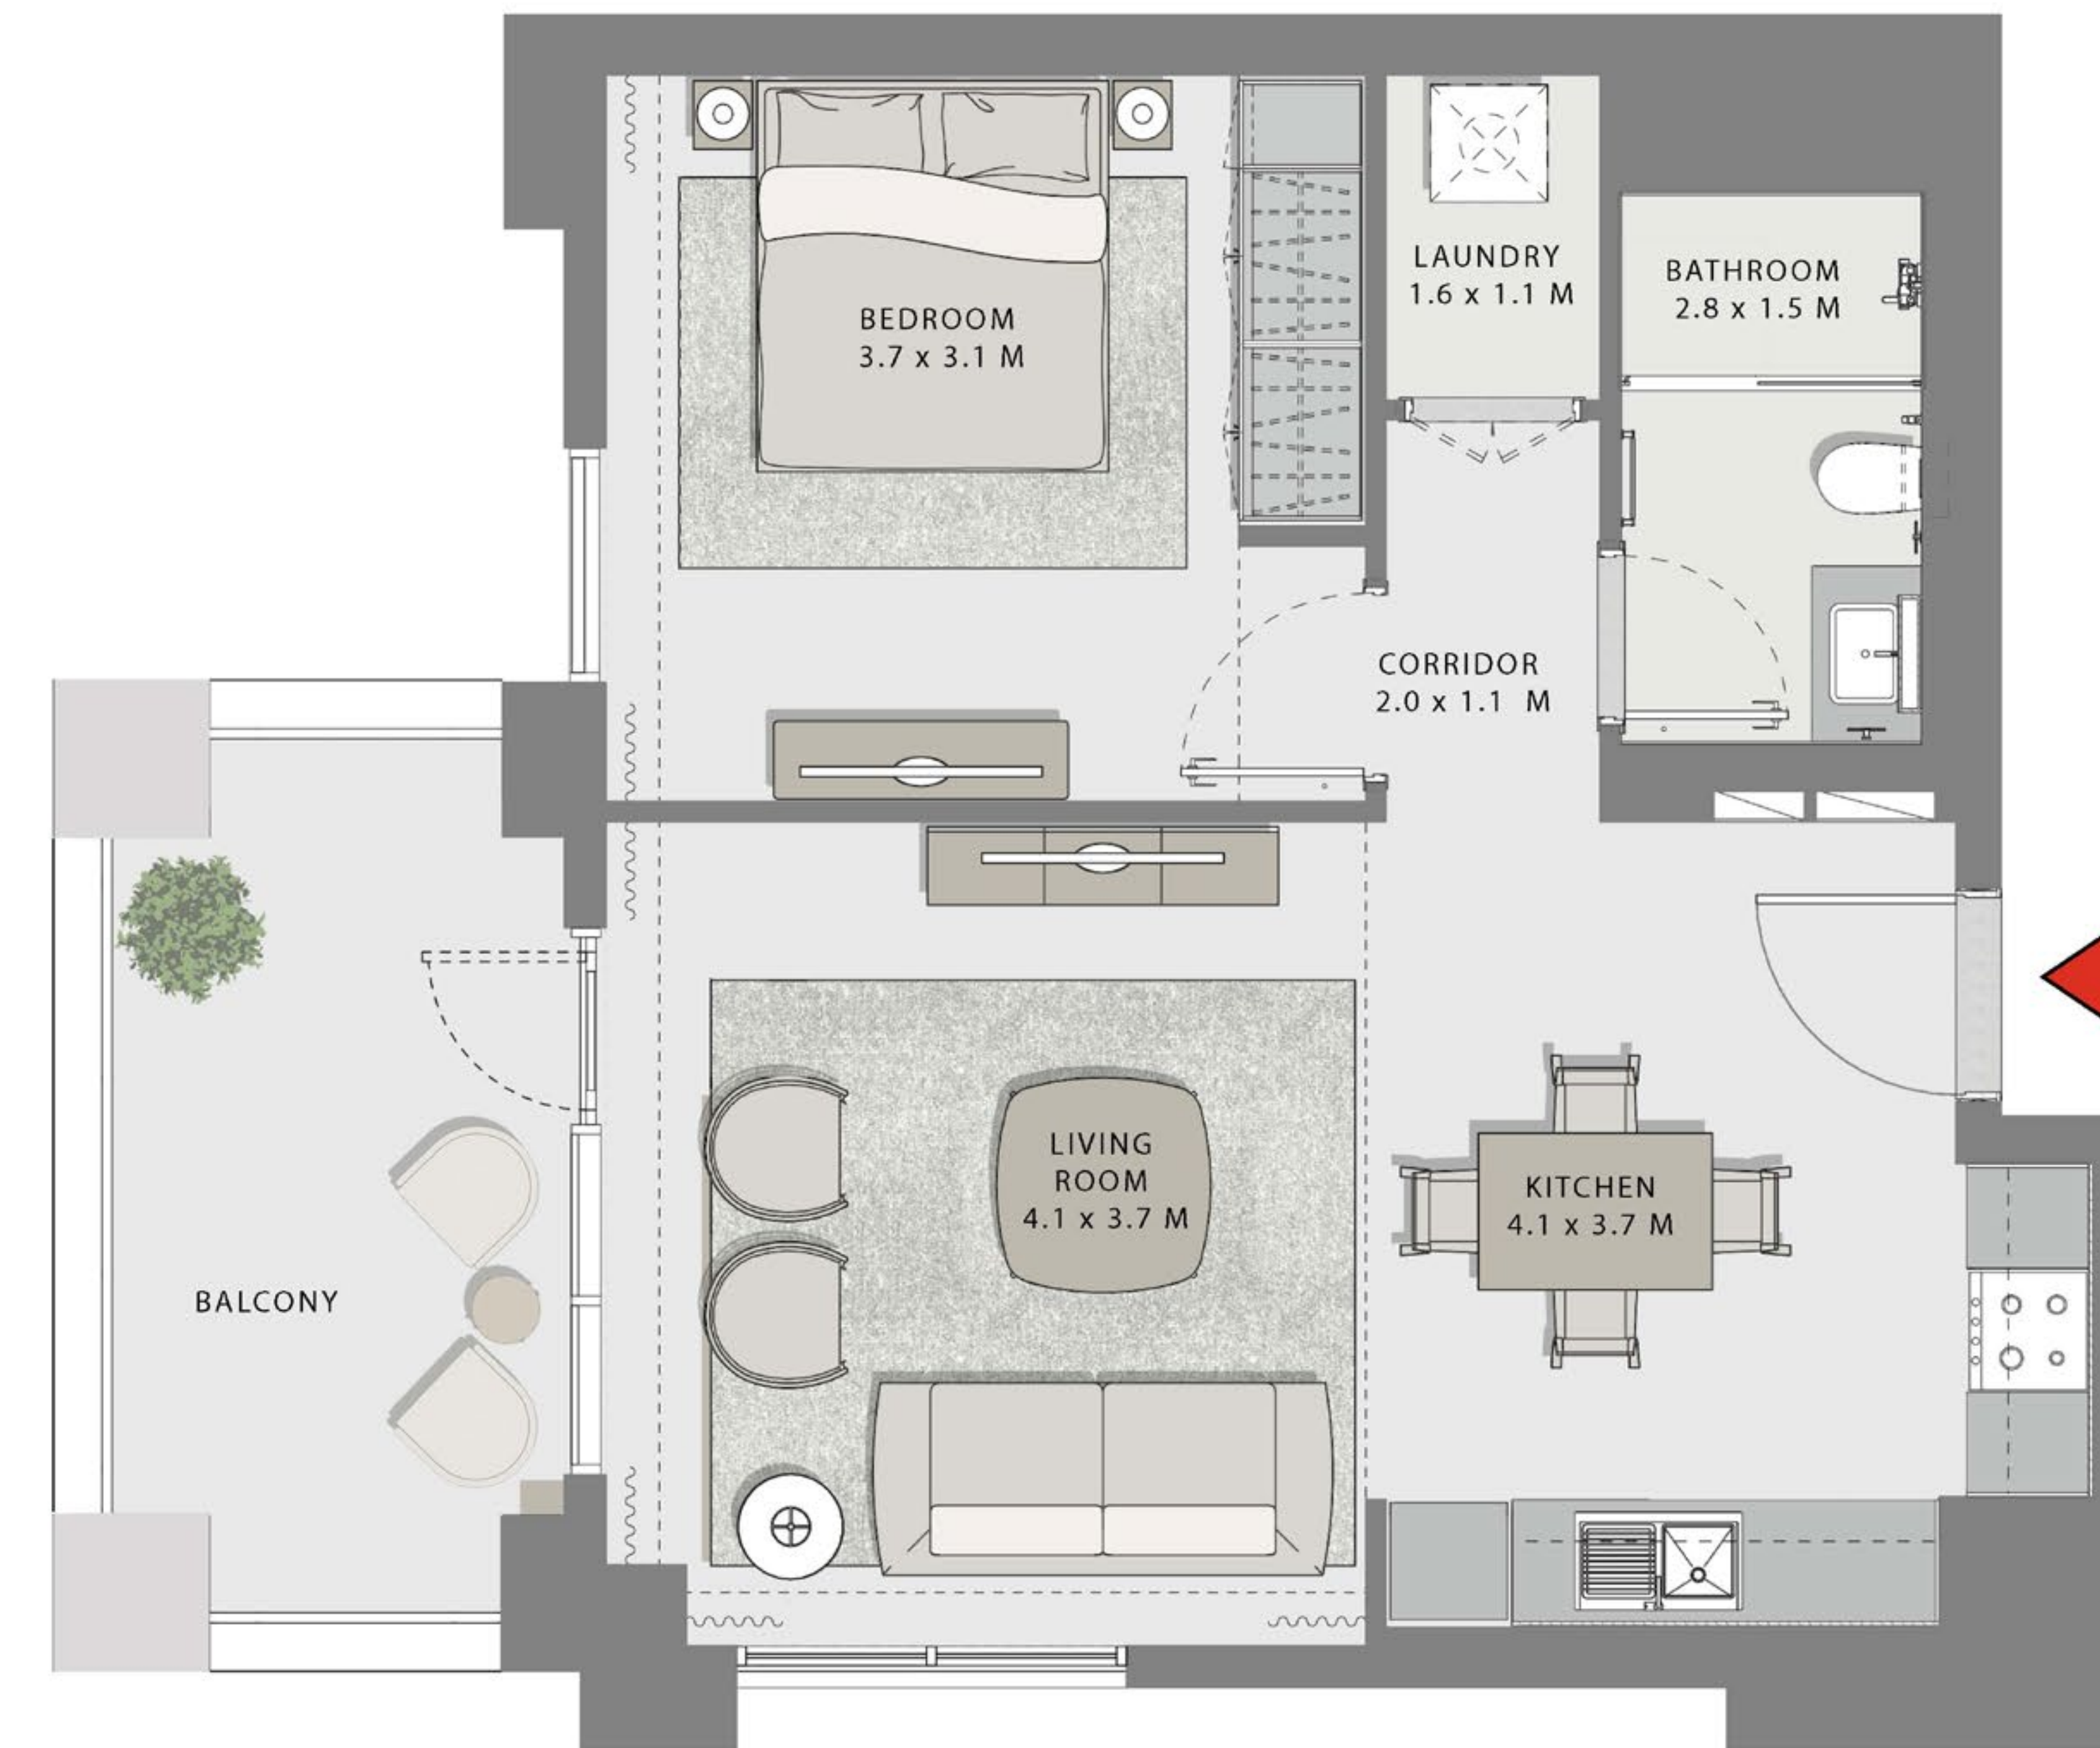 LAUNDRY
1.6 x 1.1 M
BATHROOM
2.8 x 1.5 M
BEDROOM
3.7 x 3.1 M
CORRIDOR
2.0 x 1.1 M
LIVING
ROOM
4.1 x 3.7 M
KITCHEN
4.1 x 3.7 M
BALCONY